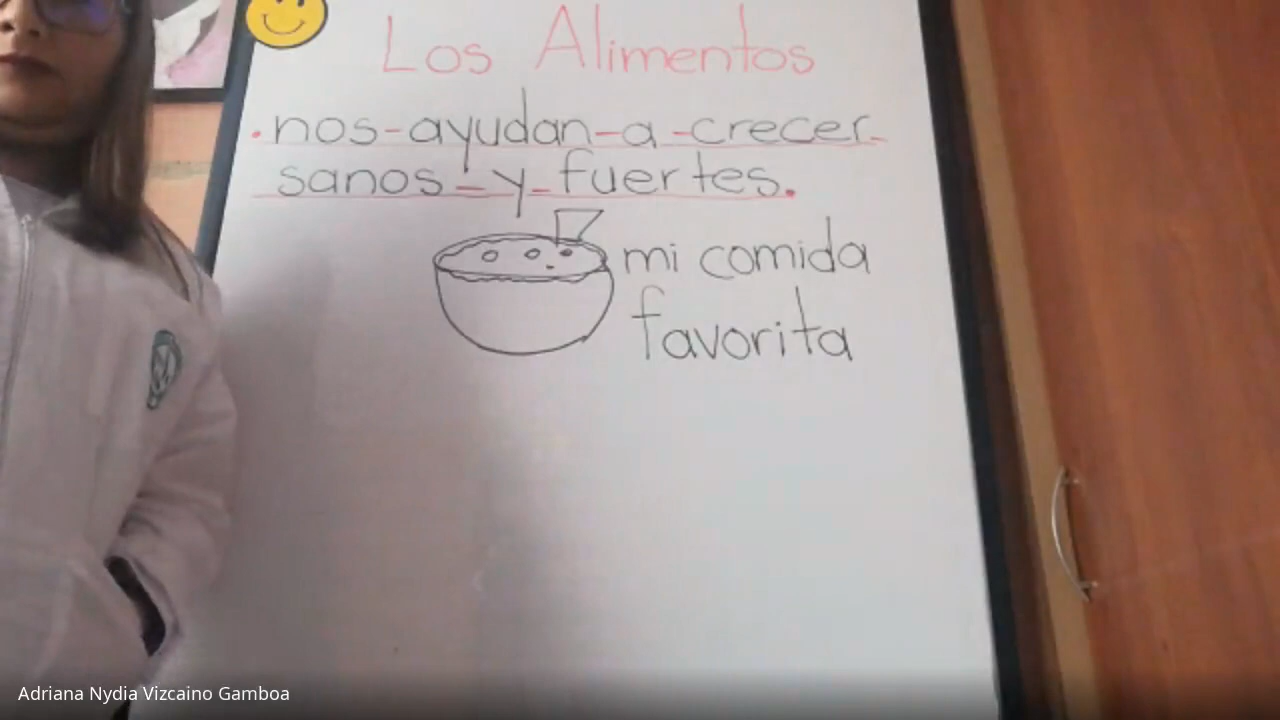 Los Alimentos
.nos-ayudan-a-crecer-
sanos-y-fuertes.
mi comida
favorita
Adriana Nydia Vizcaino Gamboa